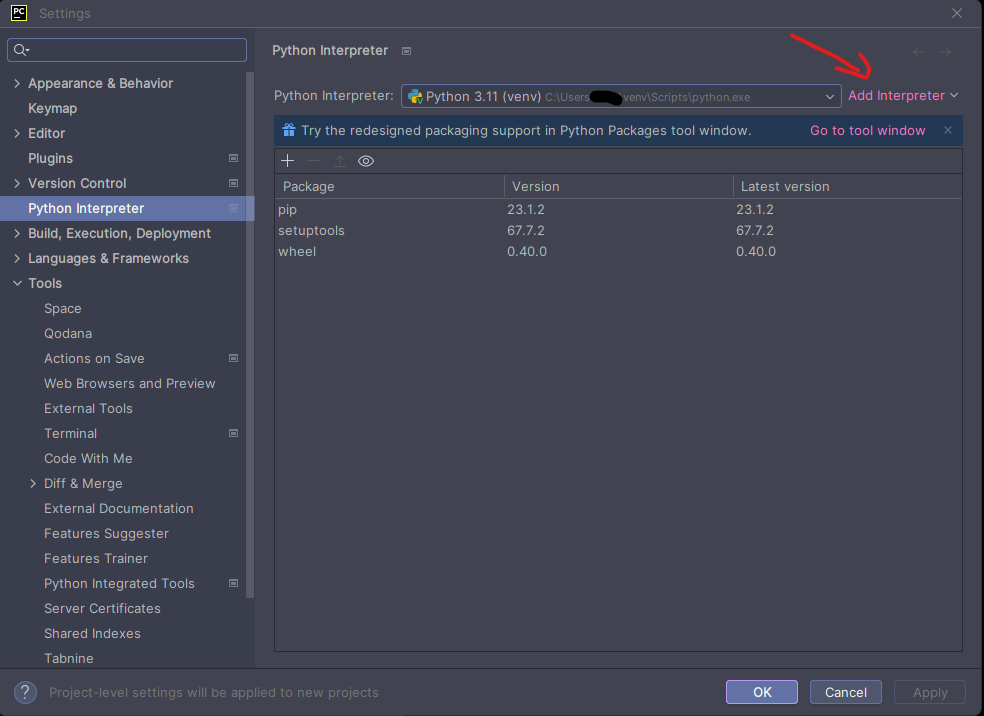 PC Settings
Python Interpreter
Python Interpreter: Python 3.11 (venv) C:\Users venv\Scripts\python.exe Add Interpreter
Try the redesigned packaging support in Python Packages tool window. Go to tool window
Package Version Latest version
pip 23.1.2 23.1.2
setuptools 67.7.2 67.7.2
wheel 0.40.0 0.40.0
Appearance & Behavior
Keymap
Editor
Plugins
Version Control
Python Interpreter
Build, Execution, Deployment
Languages & Frameworks
Tools
Space
Qodana
Actions on Save
Web Browsers and Preview
External Tools
Terminal
Code With Me
Diff & Merge
External Documentation
Features Suggester
Features Trainer
Python Integrated Tools
Server Certificates
Shared Indexes
Tabnine
? Project-level settings will be applied to new projects
OK Cancel Apply